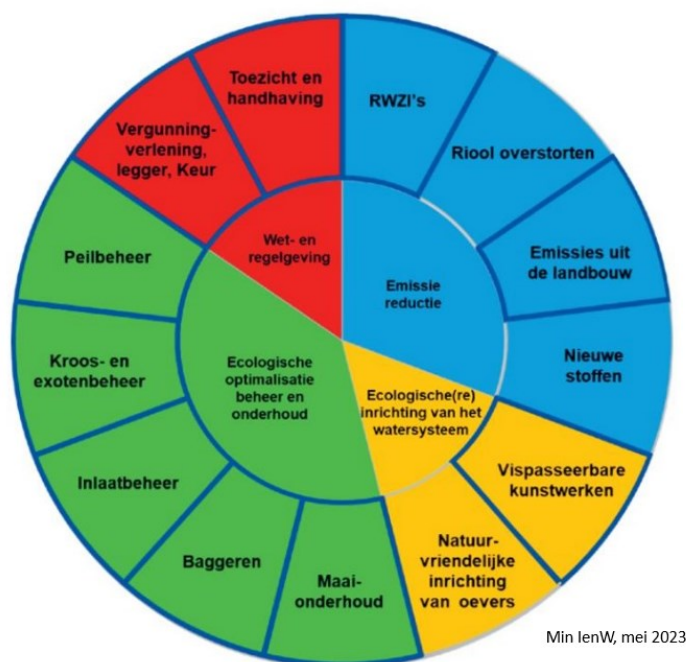 Toezicht en
handhaving
RWZI's
Riool overstorten
Emissies uit
de landbouw
Nieuwe
stoffen
Vispasseerbare
kunstwerken
Natuur-
vriendelijke
inrichting
van oevers
Maai-
onderhoud
Baggeren
Inlaatbeheer
Kroos- en
exotenbeheer
Peilbeheer
Vergunning-
verlening,
legger, Keur
Wet- en
regelgeving
Emissie
reductie
Ecologische(re)
inrichting van het
watersysteem
Ecologische
optimalisatie
beheer en
onderhoud
Min IenW, mei 2023